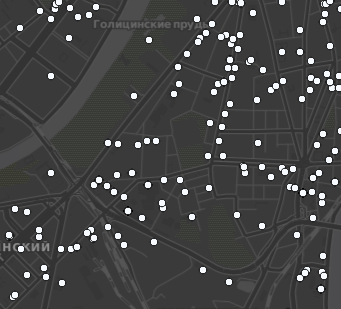 Голицинские пруды
нский